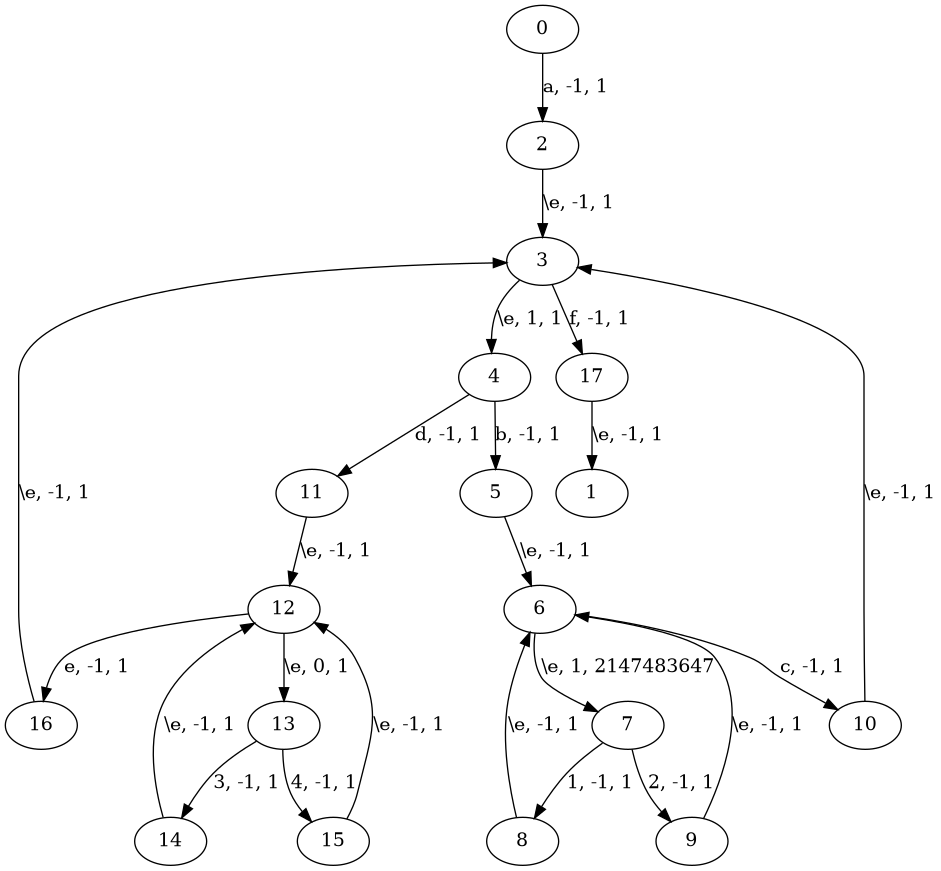 0
a, -1, 1
2
\e, -1, 1
3
\e, 1, 1
f, -1, 1
4
17
d, -1, 1
b, -1, 1
\e, -1, 1
\e, -1, 1
11
5
1
\e, -1, 1
\e, -1, 1
\e, -1, 1
12
6
e, -1, 1
\e, 0, 1
\e, 1, 2147483647
c, -1, 1
16
\e, -1, 1
13
\e, -1, 1
\e, -1, 1
7
\e, -1, 1
10
3, -1, 1
4, -1, 1
1, -1, 1
2, -1, 1
14
15
8
9